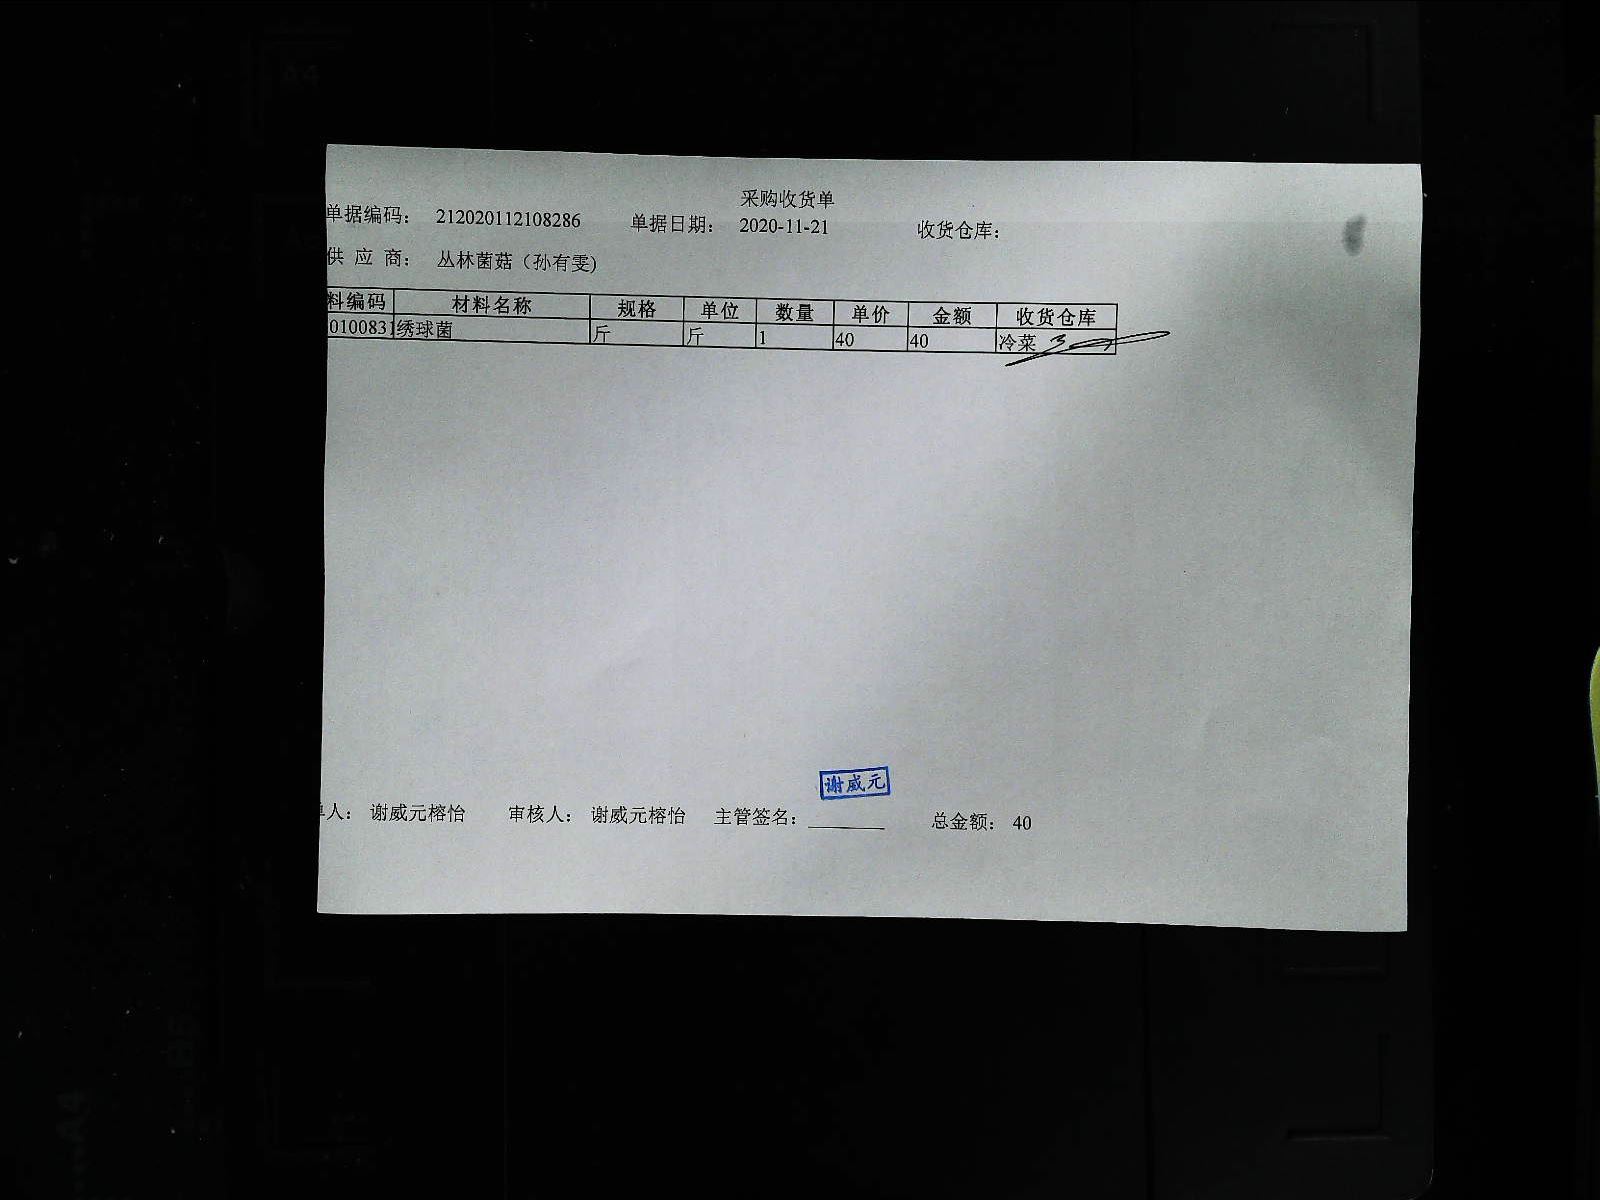 采购收货单
单据编码： 212020112108286 单据日期： 2020-11-21 收货仓库：
供 应 商： 丛林菌菇（孙有雯)
料编码 材料名称 规格 单位 数量 单价 金额 收货仓库
010083 绣球菌 斤 斤 1 40 40 冷菜
谢威元
人： 谢威元榕怡 审核人： 谢威元榕怡 主管签名： 总金额： 40